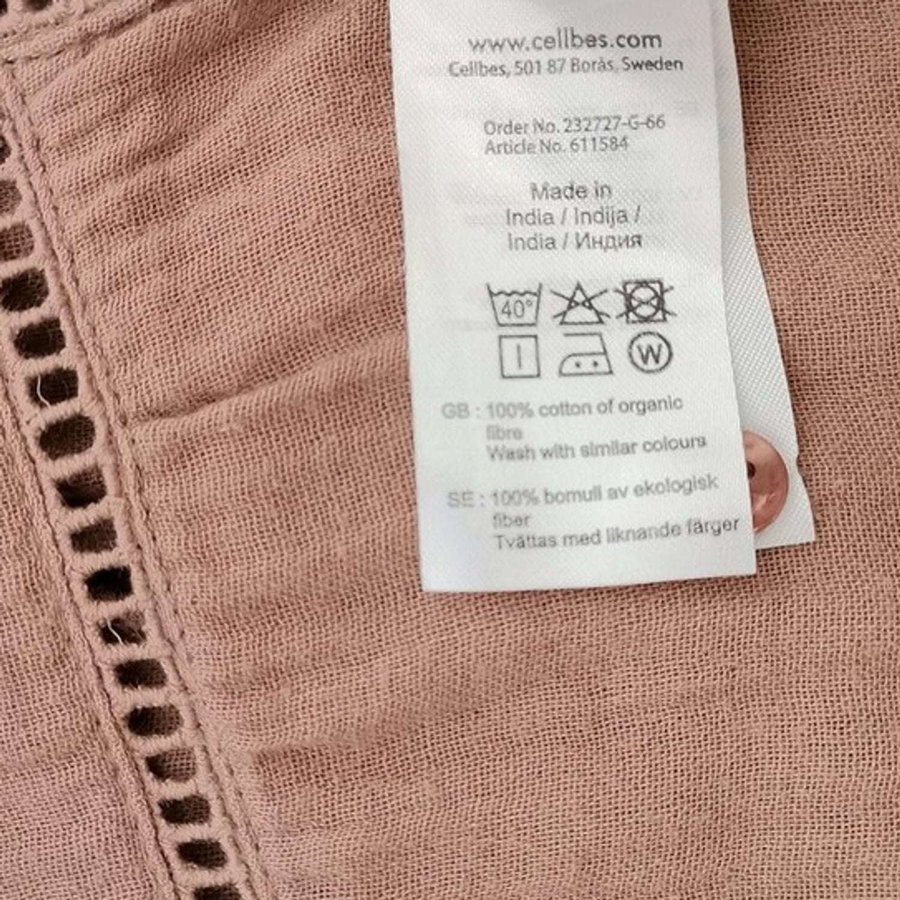 www.cellbes.com
Cellbes, 501 87 Borås, Sweden
Order No. 232727-G-66
Article No. 611584
Made in
India / Indija /
India / Индия
40°
W
GB : 100% cotton of organic
fibre
Wash with similar colours
SE : 100% bomull av ekologisk
fiber
Tvättas med liknande färger